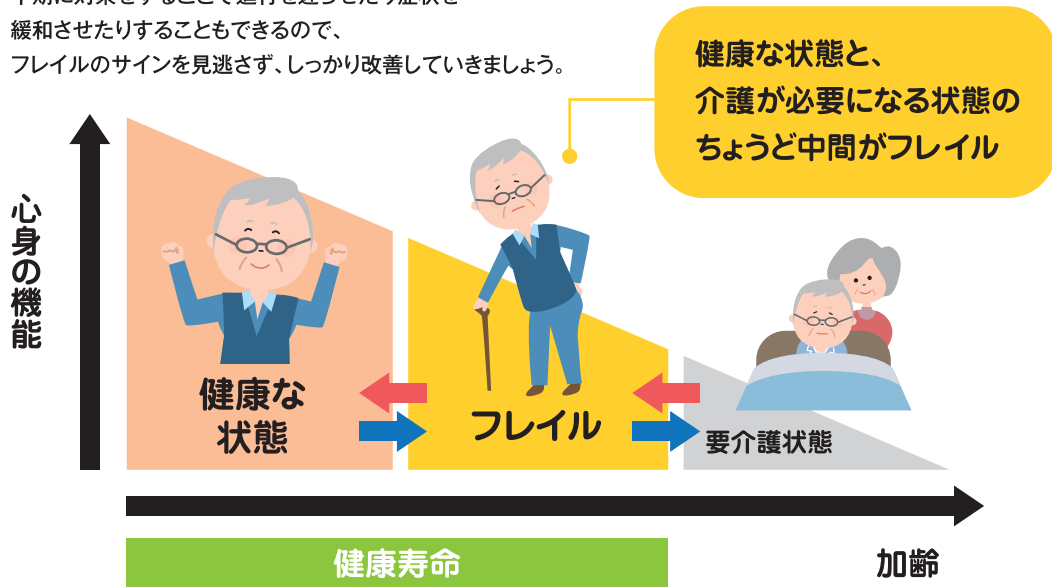 緩和させたりすることもできるので、
フレイルのサインを見逃さず、しっかり改善していきましょう。
健康な状態と、
介護が必要になる状態の
ちょうど中間がフレイル
心身の機能
健康な
状態
フレイル
要介護状態
健康寿命
加齢